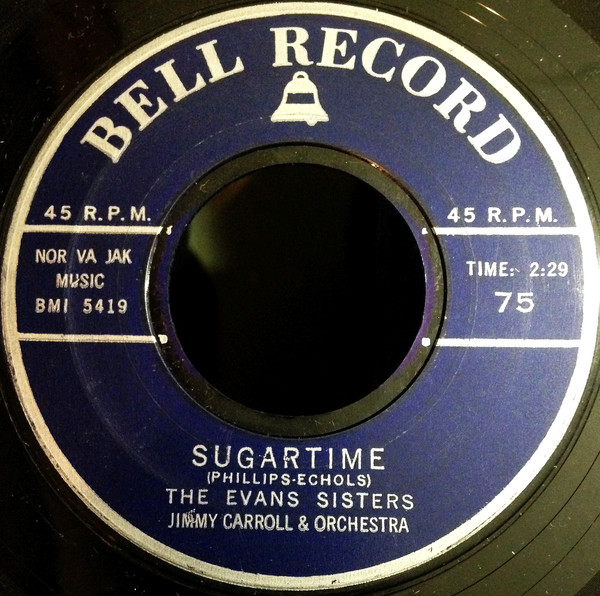 BELL RECORD
45 R.P.M.
45 R.P.M.
NOR VA JAK
MUSIC
BMI 5419
TIME: 2:29
75
SUGARTIME
(PHILLIPS-ECHOLS)
THE EVANS SISTERS
JIMMY CARROLL & ORCHESTRA